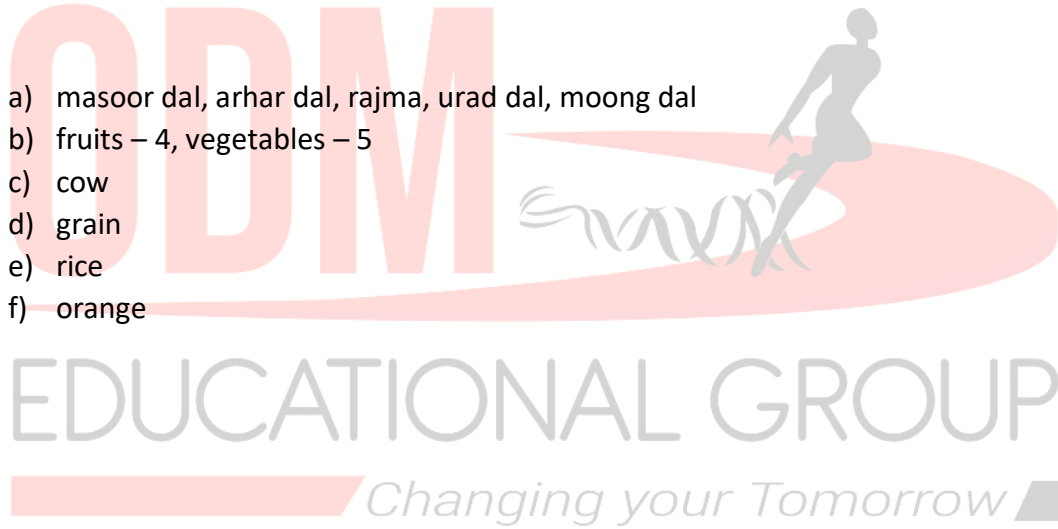 ODM
a) masoor dal, arhar dal, rajma, urad dal, moong dal
b) fruits – 4, vegetables – 5
c) cow
d) grain
e) rice
f) orange
EDUCATIONAL GROUP
Changing your Tomorrow